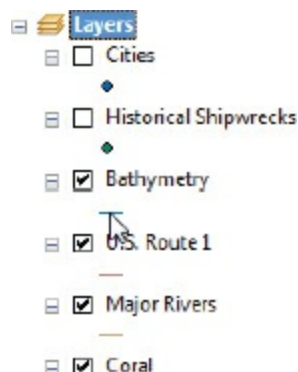 Layers
Cities
Historical Shipwrecks
Bathymetry
U.S. Route 1
Major Rivers
Coral